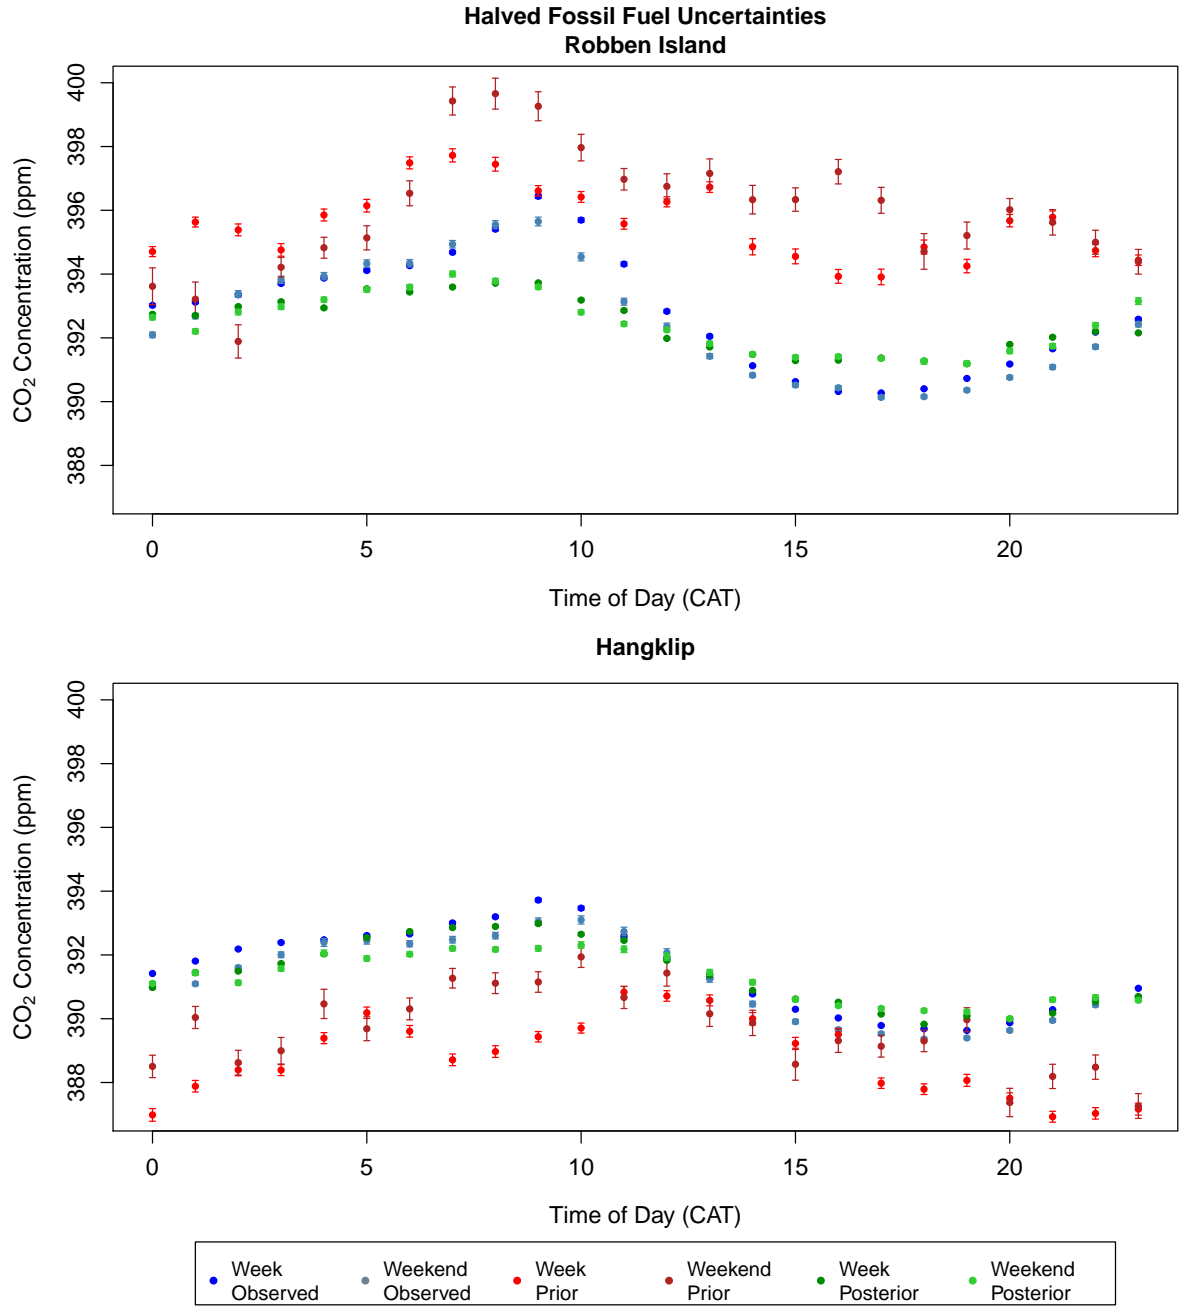 Halved Fossil Fuel Uncertainties
Robben Island
CO2 Concentration (ppm)
400
398
396
394
392
390
388
0 5 10 15 20
Time of Day (CAT)
Hangklip
CO2 Concentration (ppm)
400
398
396
394
392
390
388
0 5 10 15 20
Time of Day (CAT)
Week Observed
Weekend Observed
Week Prior
Weekend Prior
Week Posterior
Weekend Posterior